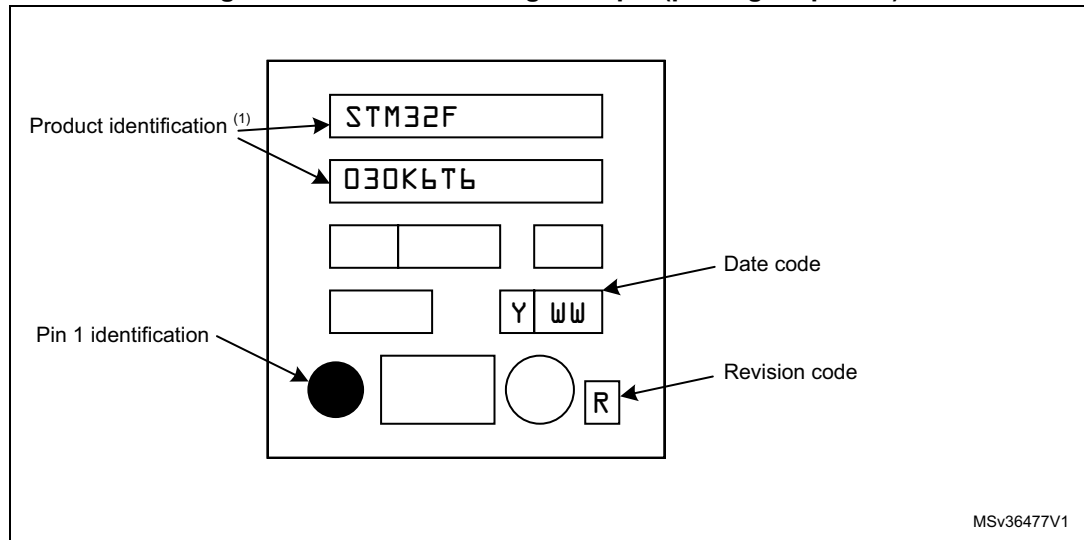 STM32F
Product identification (1)
030K6T6
Date code
Y WW
Pin 1 identification
Revision code
R
MSv36477V1